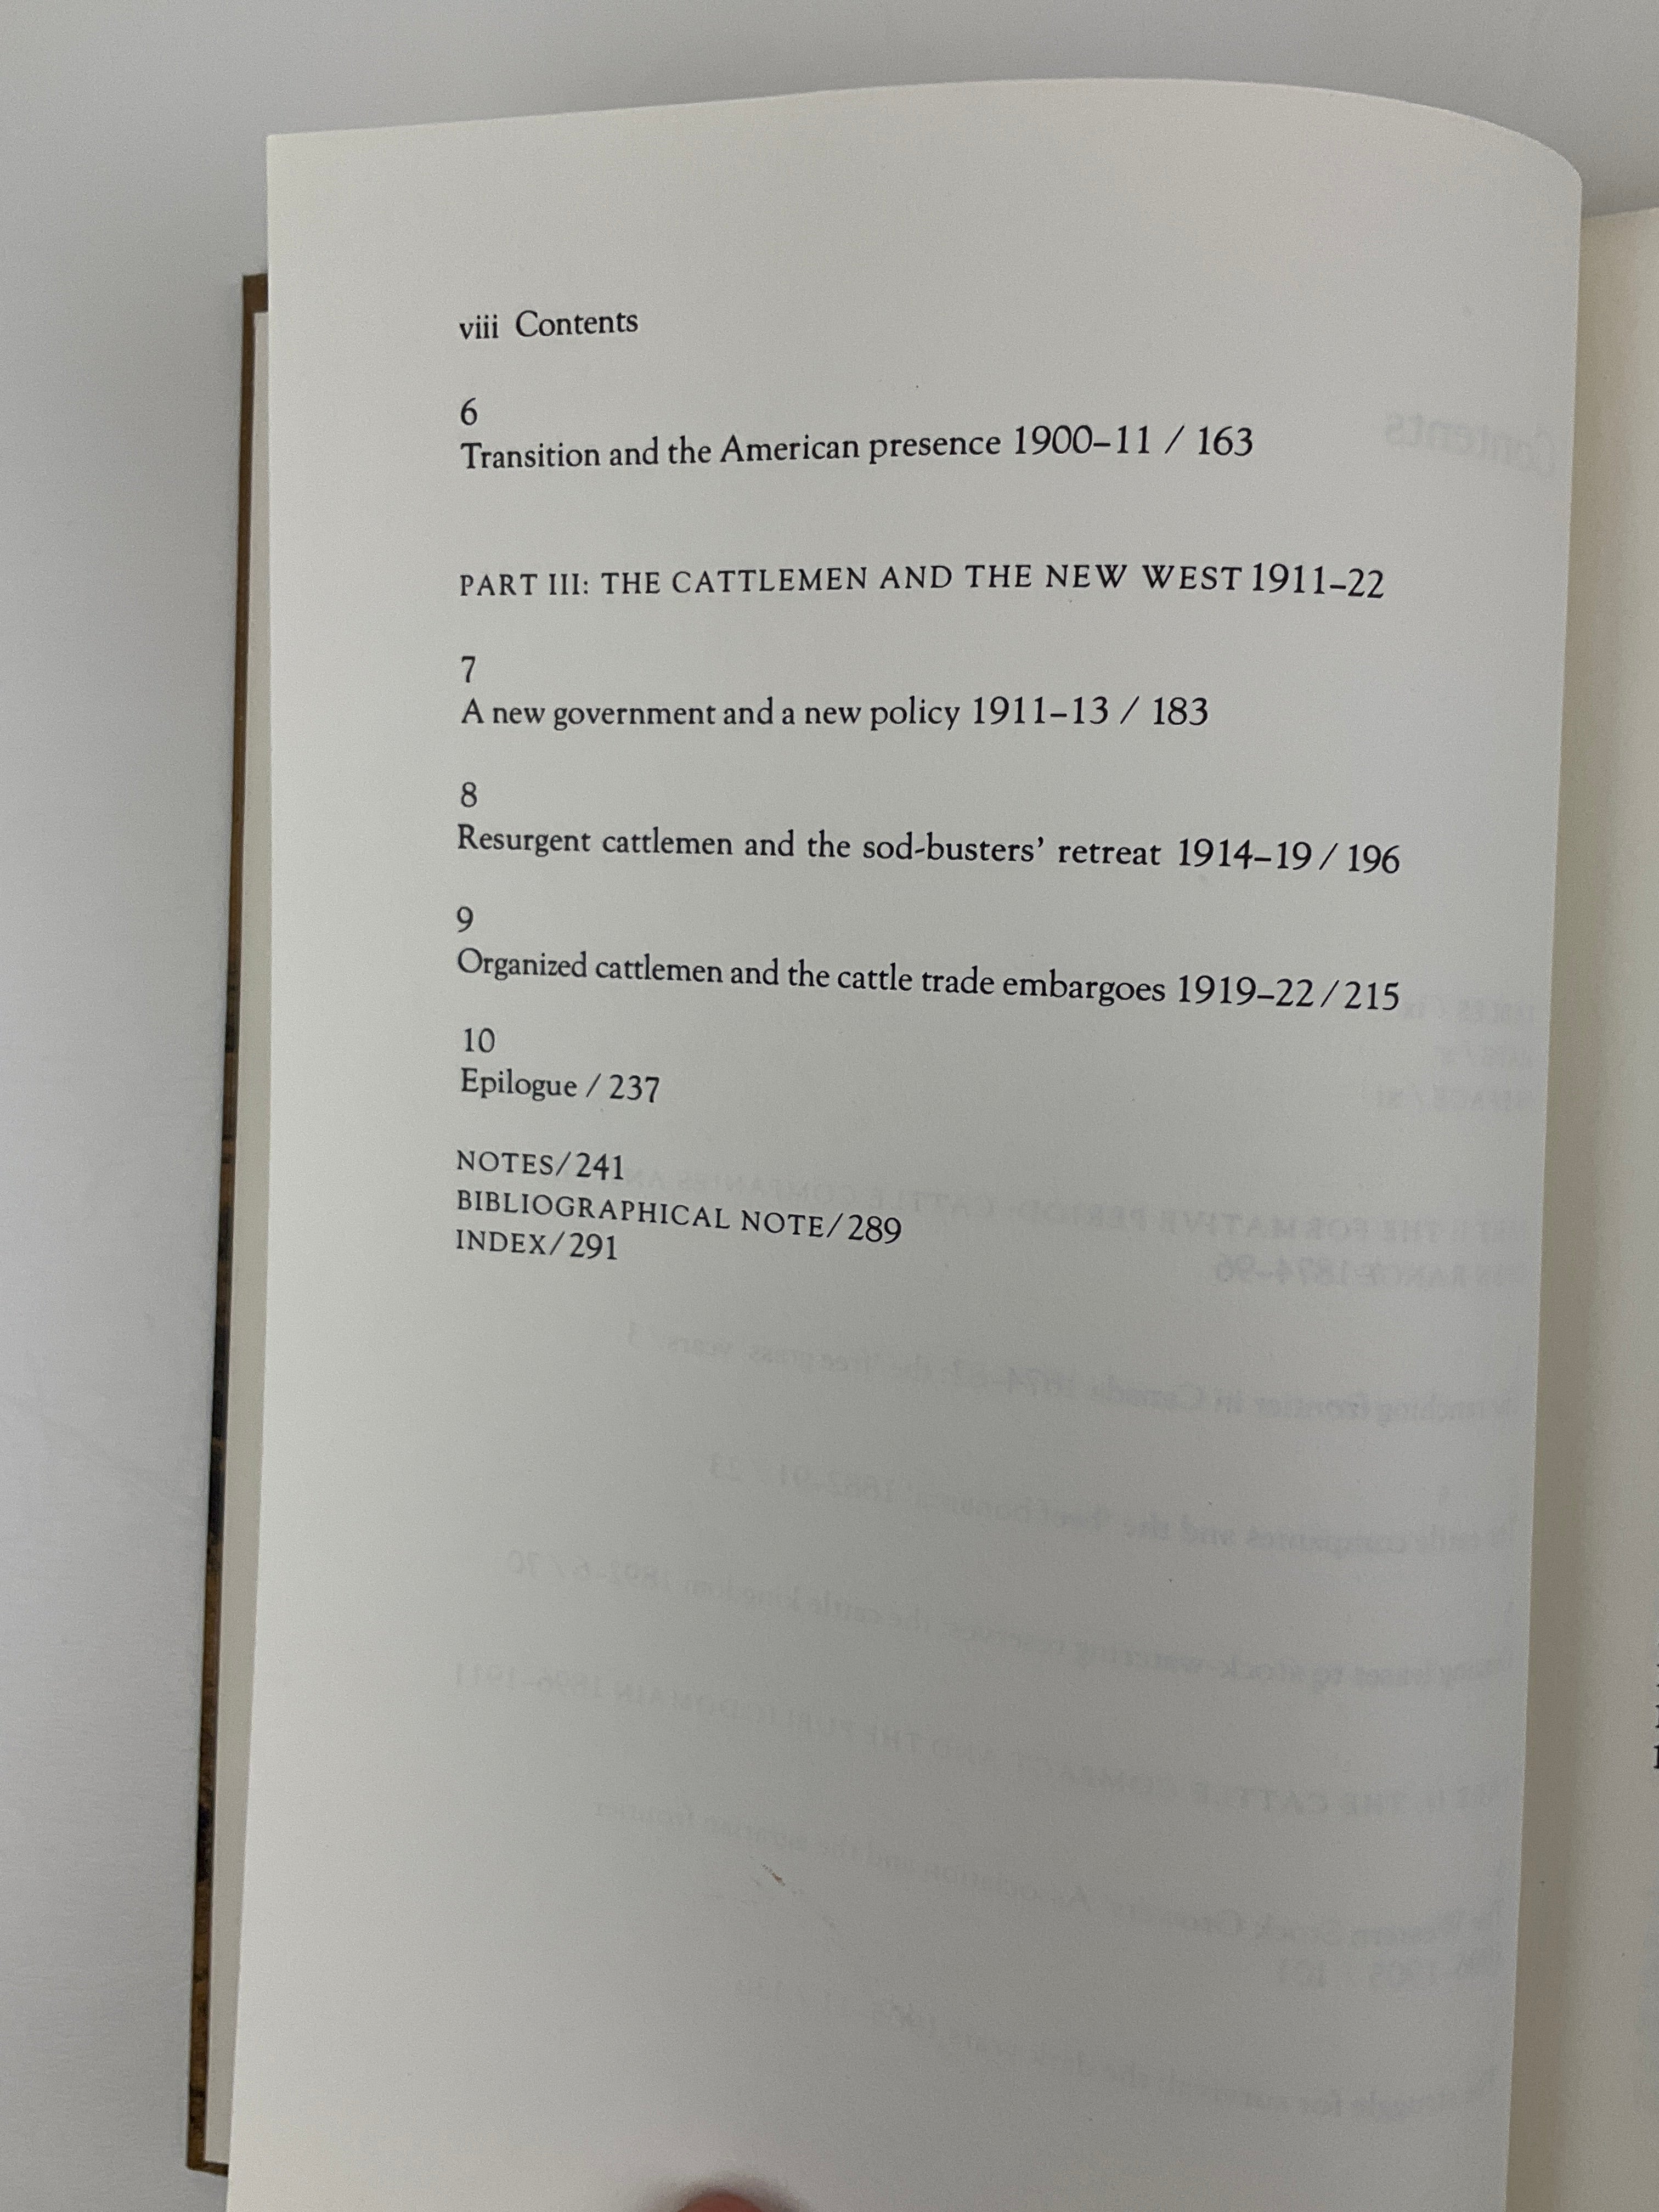 viii Contents
6
Transition and the American presence 1900–11 / 163
PART III: THE CATTLEMEN AND THE NEW WEST 1911–22
7
A new government and a new policy 1911–13 / 183
8
Resurgent cattlemen and the sod-busters’ retreat 1914–19 / 196
9
Organized cattlemen and the cattle trade embargoes 1919–22 / 215
10
Epilogue / 237
NOTES/241
BIBLIOGRAPHICAL NOTE/289
INDEX/291